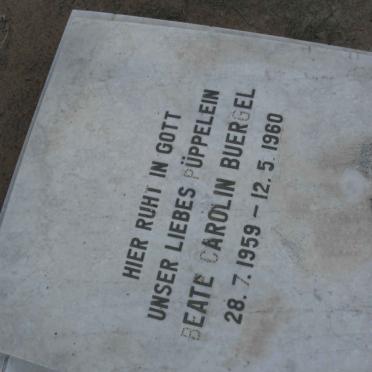 HIER RUHT IN GOTT
UNSER LIEBES PÜPPELEIN
BEATE CAROLIN BUERGEL
28.7.1959 - 12.5.1960